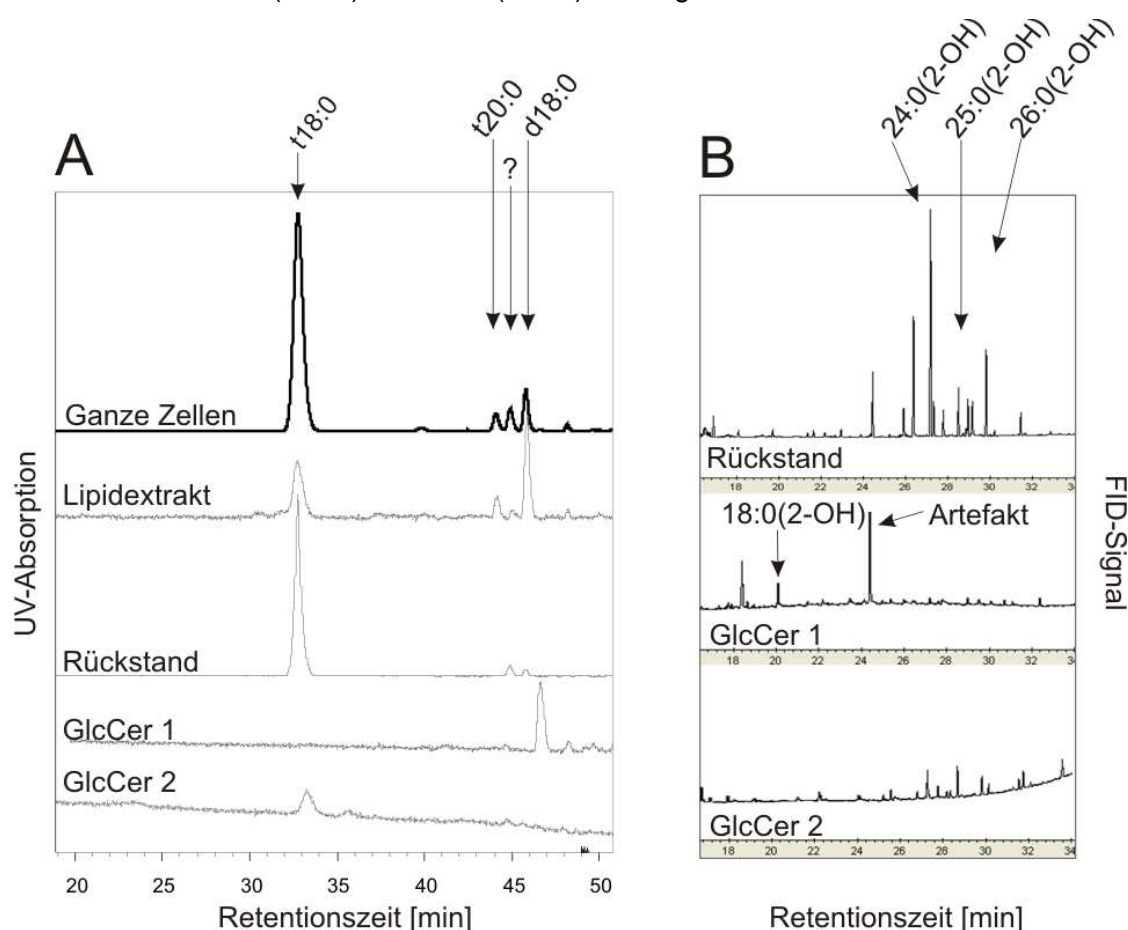 A
t18:0
t20:0
?
d18:0
Ganze Zellen
Lipidextrakt
Rückstand
GlcCer 1
GlcCer 2
UV-Absorption
20 25 30 35 40 45 50
Retentionszeit [min]
B
24:0(2-OH)
25:0(2-OH)
26:0(2-OH)
Rückstand
18 20 22 24 26 28 30 32 3
18:0(2-OH)
Artefakt
GlcCer 1
18 20 22 24 26 28 30 32 3
GlcCer 2
18 20 22 24 26 28 30 32 34
FID-Signal
Retentionszeit [min]